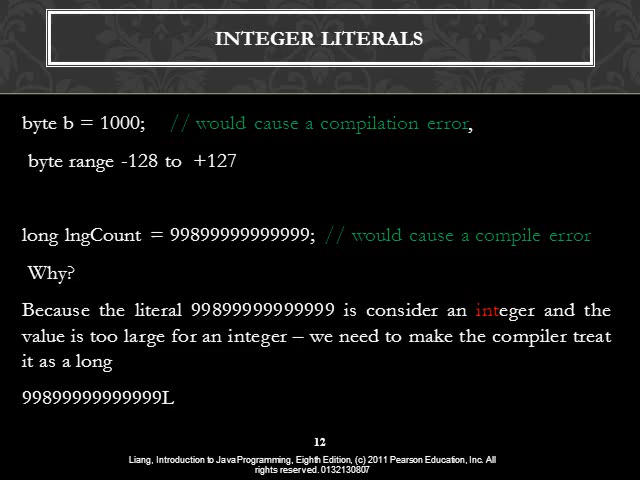 INTEGER LITERALS
byte b = 1000; // would cause a compilation error,
byte range -128 to +127
long lngCount = 99899999999999; // would cause a compile error
Why?
Because the literal 99899999999999 is consider an integer and the
value is too large for an integer – we need to make the compiler treat
it as a long
99899999999999L
12
Liang, Introduction to Java Programming, Eighth Edition, (c) 2011 Pearson Education, Inc. All
rights reserved. 0132130807